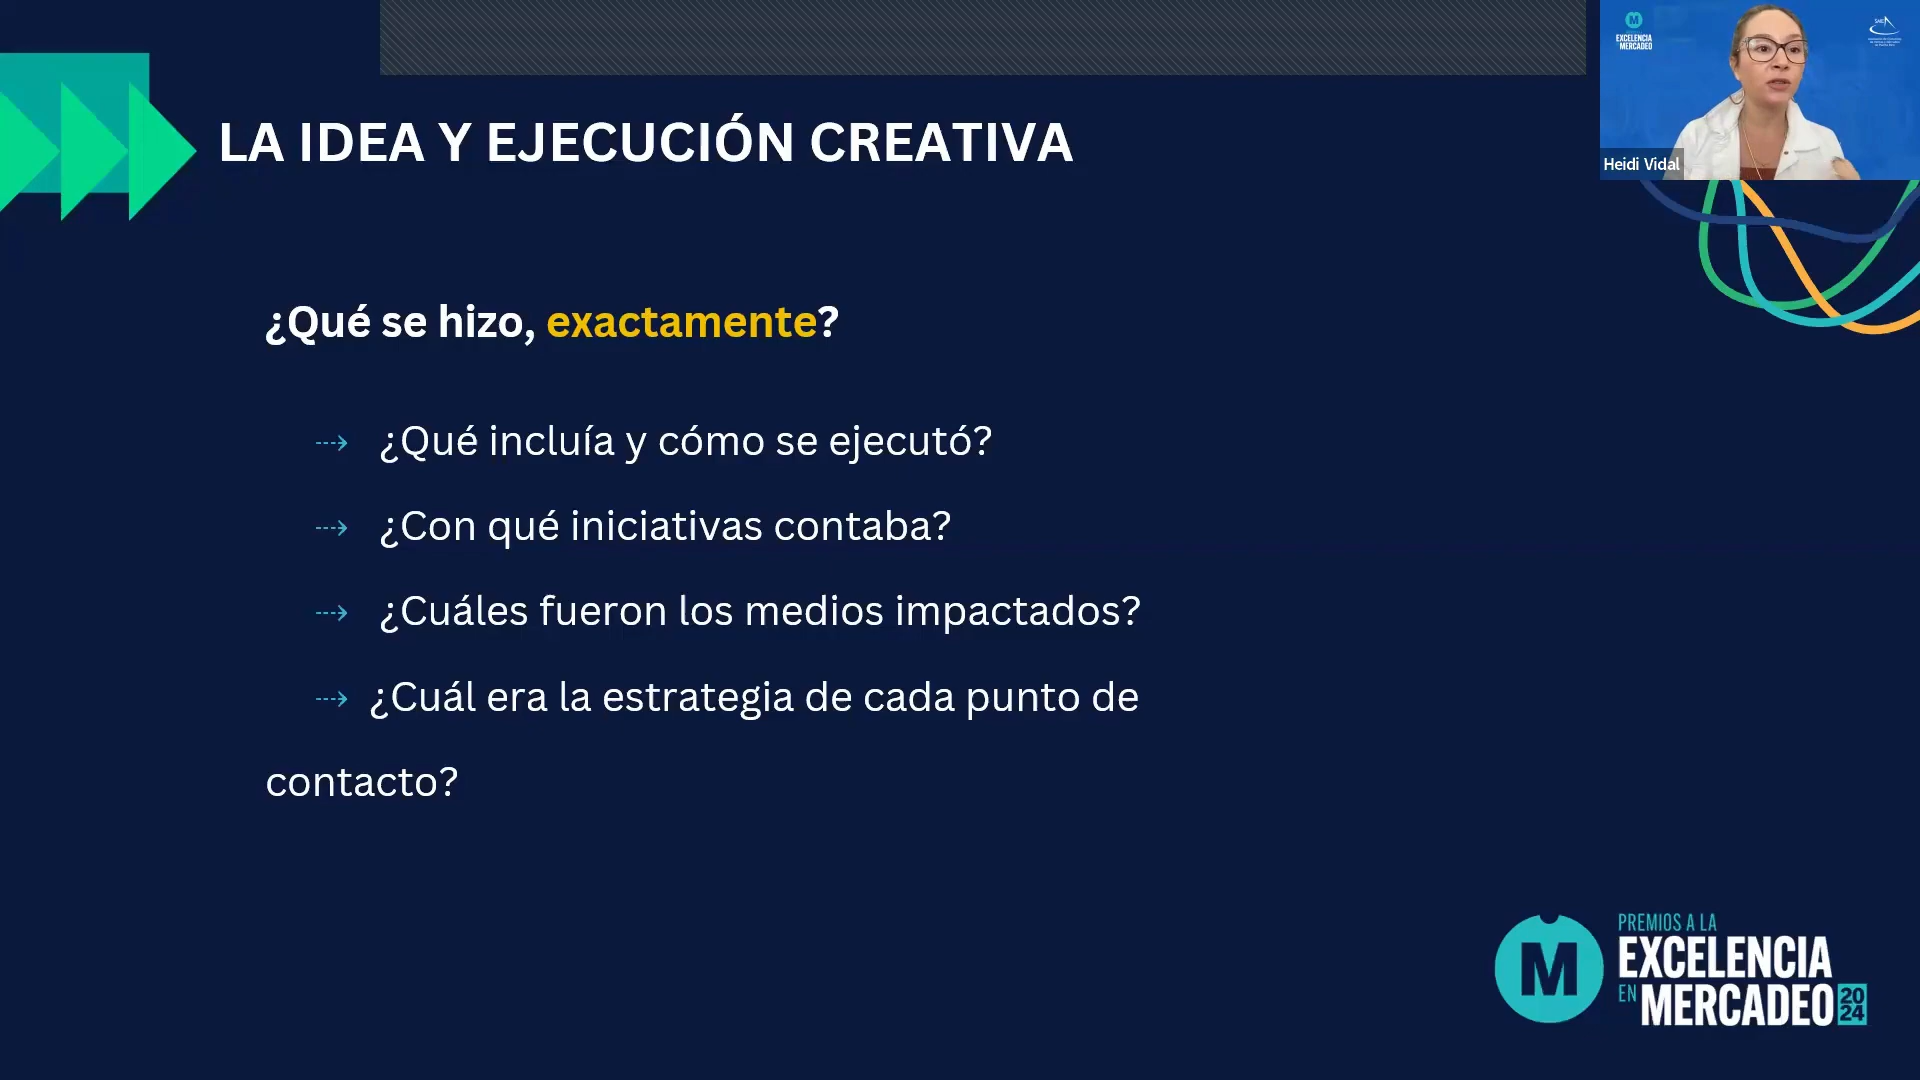 EXCELENCIA
MERCADEO
Heidi Vidal
LA IDEA Y EJECUCIÓN CREATIVA
¿Qué se hizo, exactamente?
¿Qué incluía y cómo se ejecutó?
¿Con qué iniciativas contaba?
¿Cuáles fueron los medios impactados?
¿Cuál era la estrategia de cada punto de
contacto?
M
PREMIOS A LA
EXCELENCIA
EN MERCADEO 2024